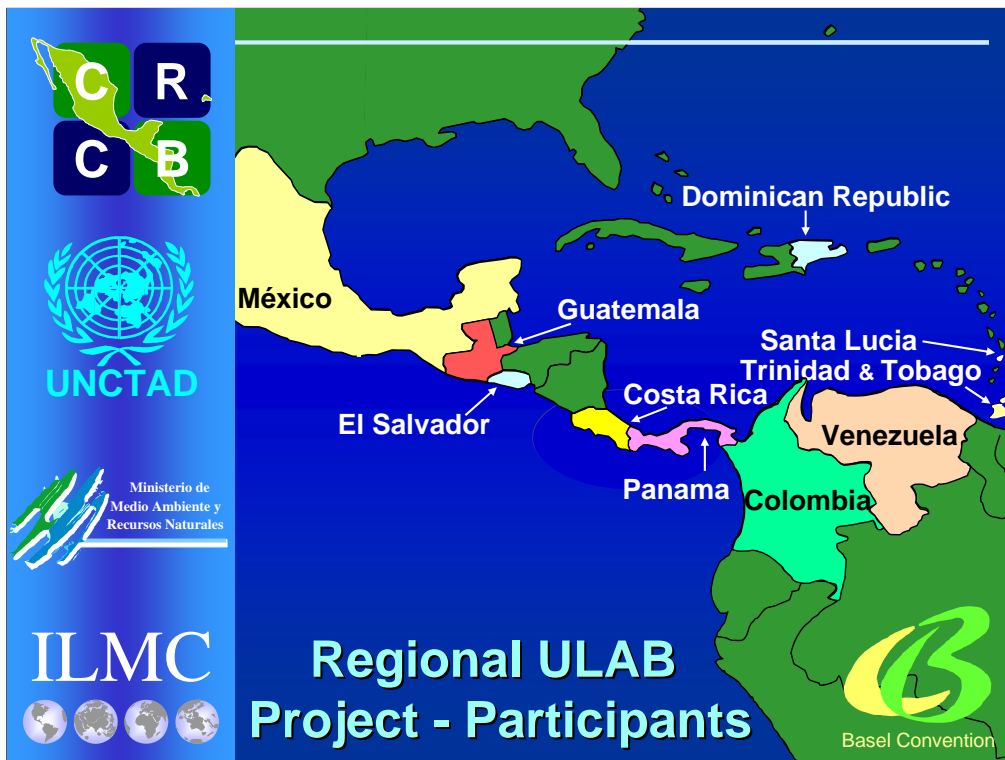 C R
C B
UNCTAD
Ministerio de
Medio Ambiente y
Recursos Naturales
ILMC
Dominican Republic
México
Guatemala
Santa Lucia
Trinidad & Tobago
Costa Rica
El Salvador
Venezuela
Panama
Colombia
Regional ULAB
Project - Participants
Basel Convention